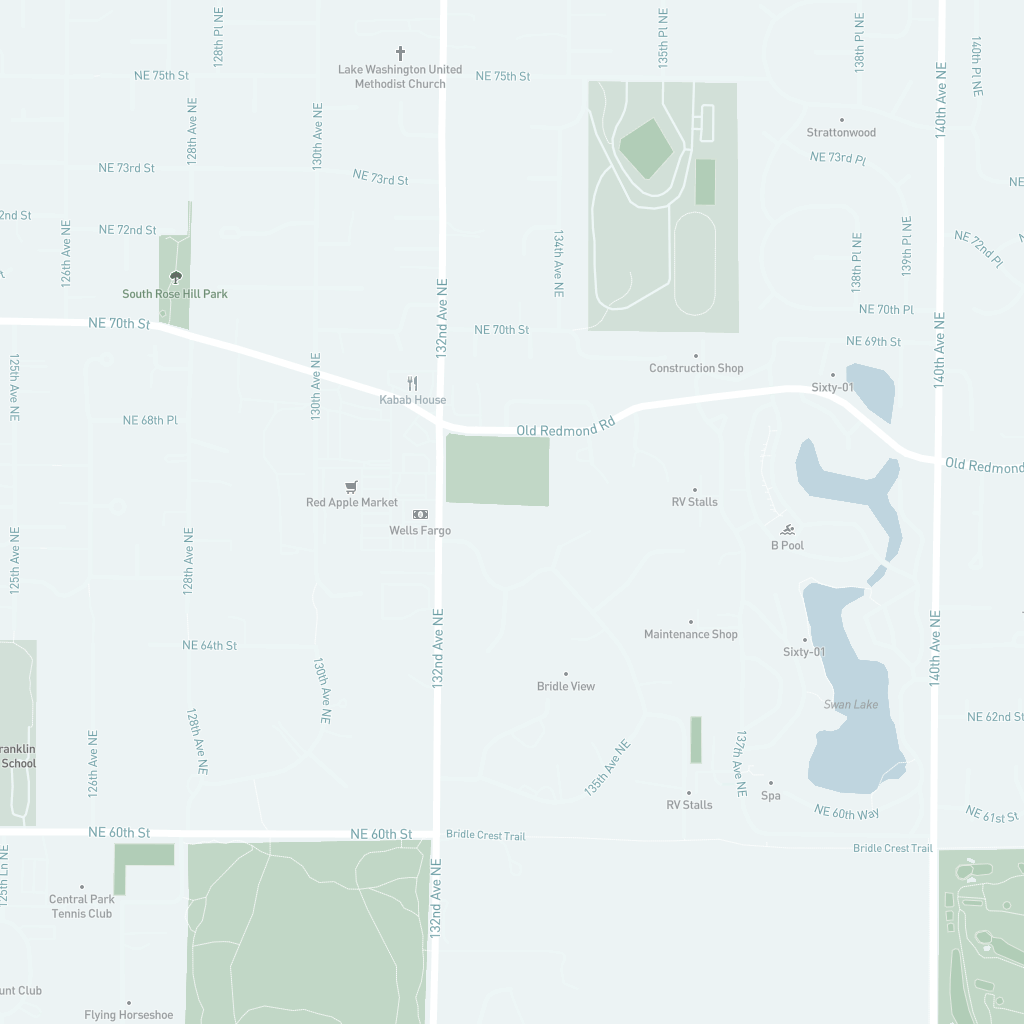 128th Pl NE
135th Pl NE
138th Pl NE
140th Pl NE
Lake Washington United
Methodist Church
NE 75th St
NE 75th St
140th Ave NE
128th Ave NE
130th Ave NE
Strattonwood
NE 73rd Pl
NE 73rd St
NE 73rd St
NE
2nd St
NE 72nd St
126th Ave NE
134th Ave NE
138th Pl NE
139th Pl NE
NE 72nd Pl
South Rose Hill Park
132nd Ave NE
NE 70th Pl
NE 70th St
NE 70th St
NE 69th St
140th Ave NE
125th Ave NE
130th Ave NE
Construction Shop
Sixty-01
Kabab House
NE 68th Pl
Old Redmond Rd
Old Redmond
Red Apple Market
RV Stalls
Wells Fargo
B Pool
125th Ave NE
128th Ave NE
132nd Ave NE
140th Ave NE
NE 64th St
Maintenance Shop
Sixty-01
130th Ave NE
Bridle View
Swan Lake
NE 62nd St
128th Ave NE
126th Ave NE
ranklin
School
135th Ave NE
137th Ave NE
RV Stalls
Spa
NE 60th Way
NE 61st St
NE 60th St
NE 60th St
Bridle Crest Trail
Bridle Crest Trail
125th Ln NE
132nd Ave NE
Central Park
Tennis Club
unt Club
Flying Horseshoe